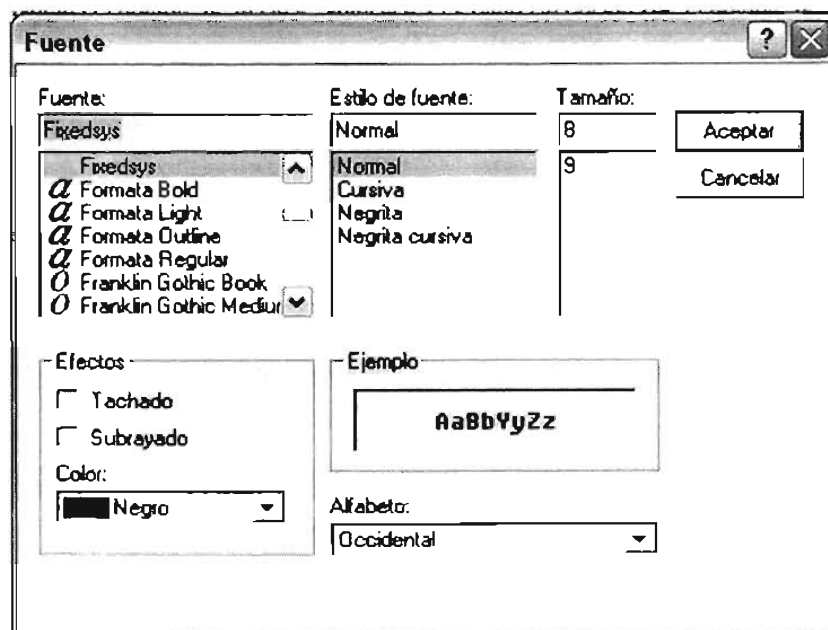 Fuente
Fuente:
Fixedsys
Fixedsys
Formata Bold
Formata Light
Formata Outline
Formata Regular
Franklin Gothic Book
Franklin Gothic Mediu
Estilo de fuente:
Normal
Normal
Cursiva
Negrita
Negrita cursiva
Tamaño:
8
9
Aceptar
Cancelar
Efectos
Tachado
Subrayado
Color:
Negro
Ejemplo
AaBbYyZz
Alfabeto:
Occidental